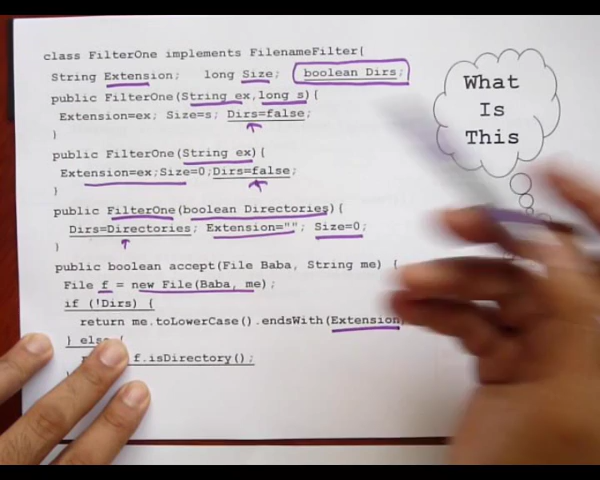 class FilterOne implements FilenameFilter{
String Extension; long Size; boolean Dirs;
public FilterOne(String ex,long s){
Extension=ex; Size=s; Dirs=false;
}
public FilterOne(String ex){
Extension=ex;Size=0;Dirs=false;
}
public FilterOne(boolean Directories){
Dirs=Directories; Extension=""; Size=0;
}
public boolean accept(File Baba, String me) {
File f = new File(Baba, me);
if (!Dirs) {
return me.toLowerCase().endsWith(Extension)
} else {
f.isDirectory();
}
What
Is
This